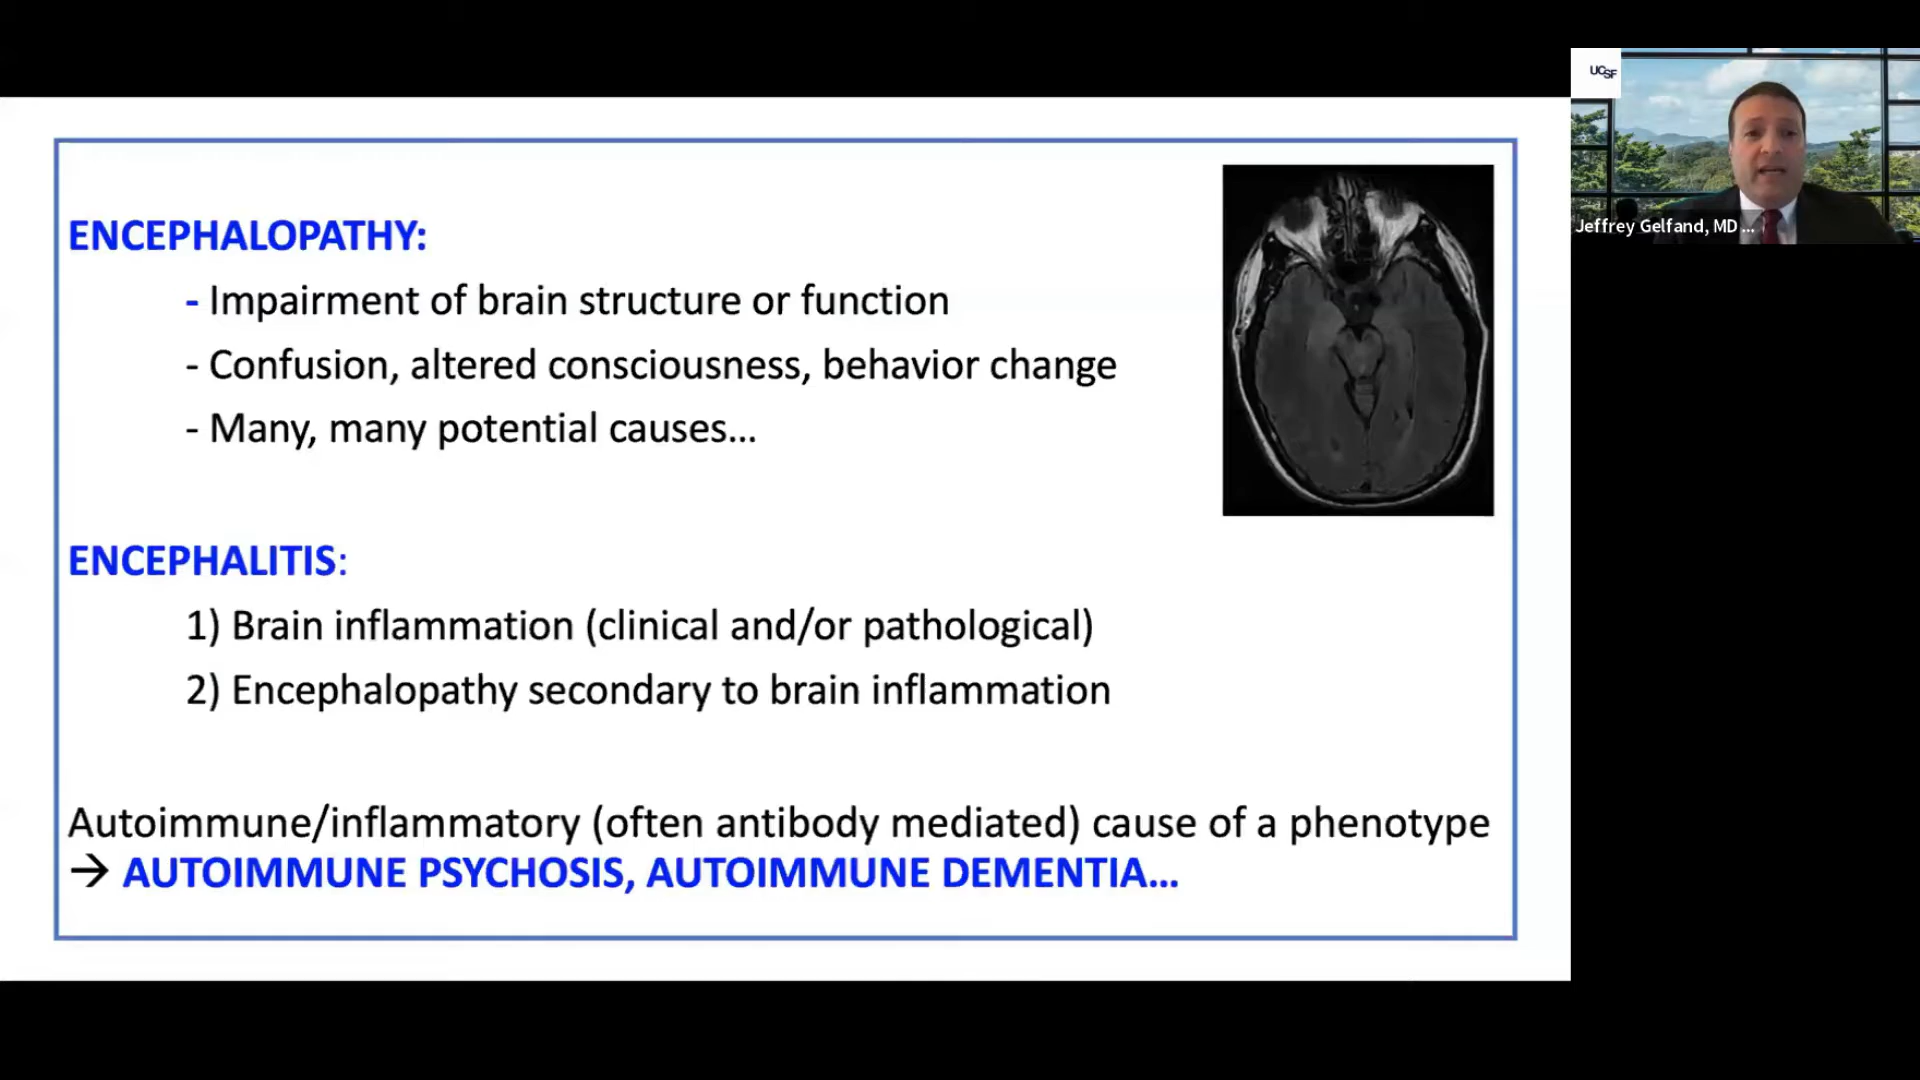 UCSF
Jeffrey Gelfand, MD ...
ENCEPHALOPATHY:
- Impairment of brain structure or function
- Confusion, altered consciousness, behavior change
- Many, many potential causes...
ENCEPHALITIS:
1) Brain inflammation (clinical and/or pathological)
2) Encephalopathy secondary to brain inflammation
Autoimmune/inflammatory (often antibody mediated) cause of a phenotype
→ AUTOIMMUNE PSYCHOSIS, AUTOIMMUNE DEMENTIA...